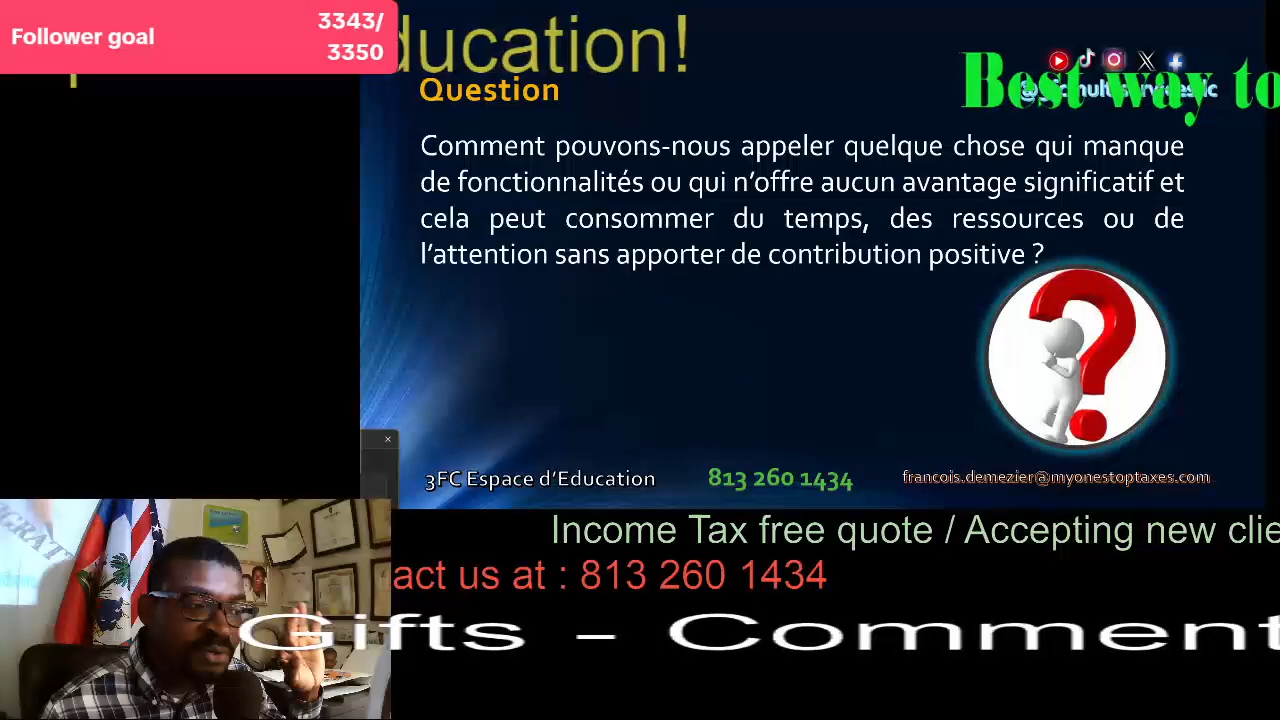 Follower goal
3343/
3350
ducation!
Question
Best way to
Comment pouvons-nous appeler quelque chose qui manque
de fonctionnalités ou qui n’offre aucun avantage significatif et
cela peut consommer du temps, des ressources ou de
l’attention sans apporter de contribution positive ?
3FC Espace d’Education
813 260 1434
francois.demezier@myonestoptaxes.com
Income Tax free quote / Accepting new clie
act us at : 813 260 1434
Gifts - Comment